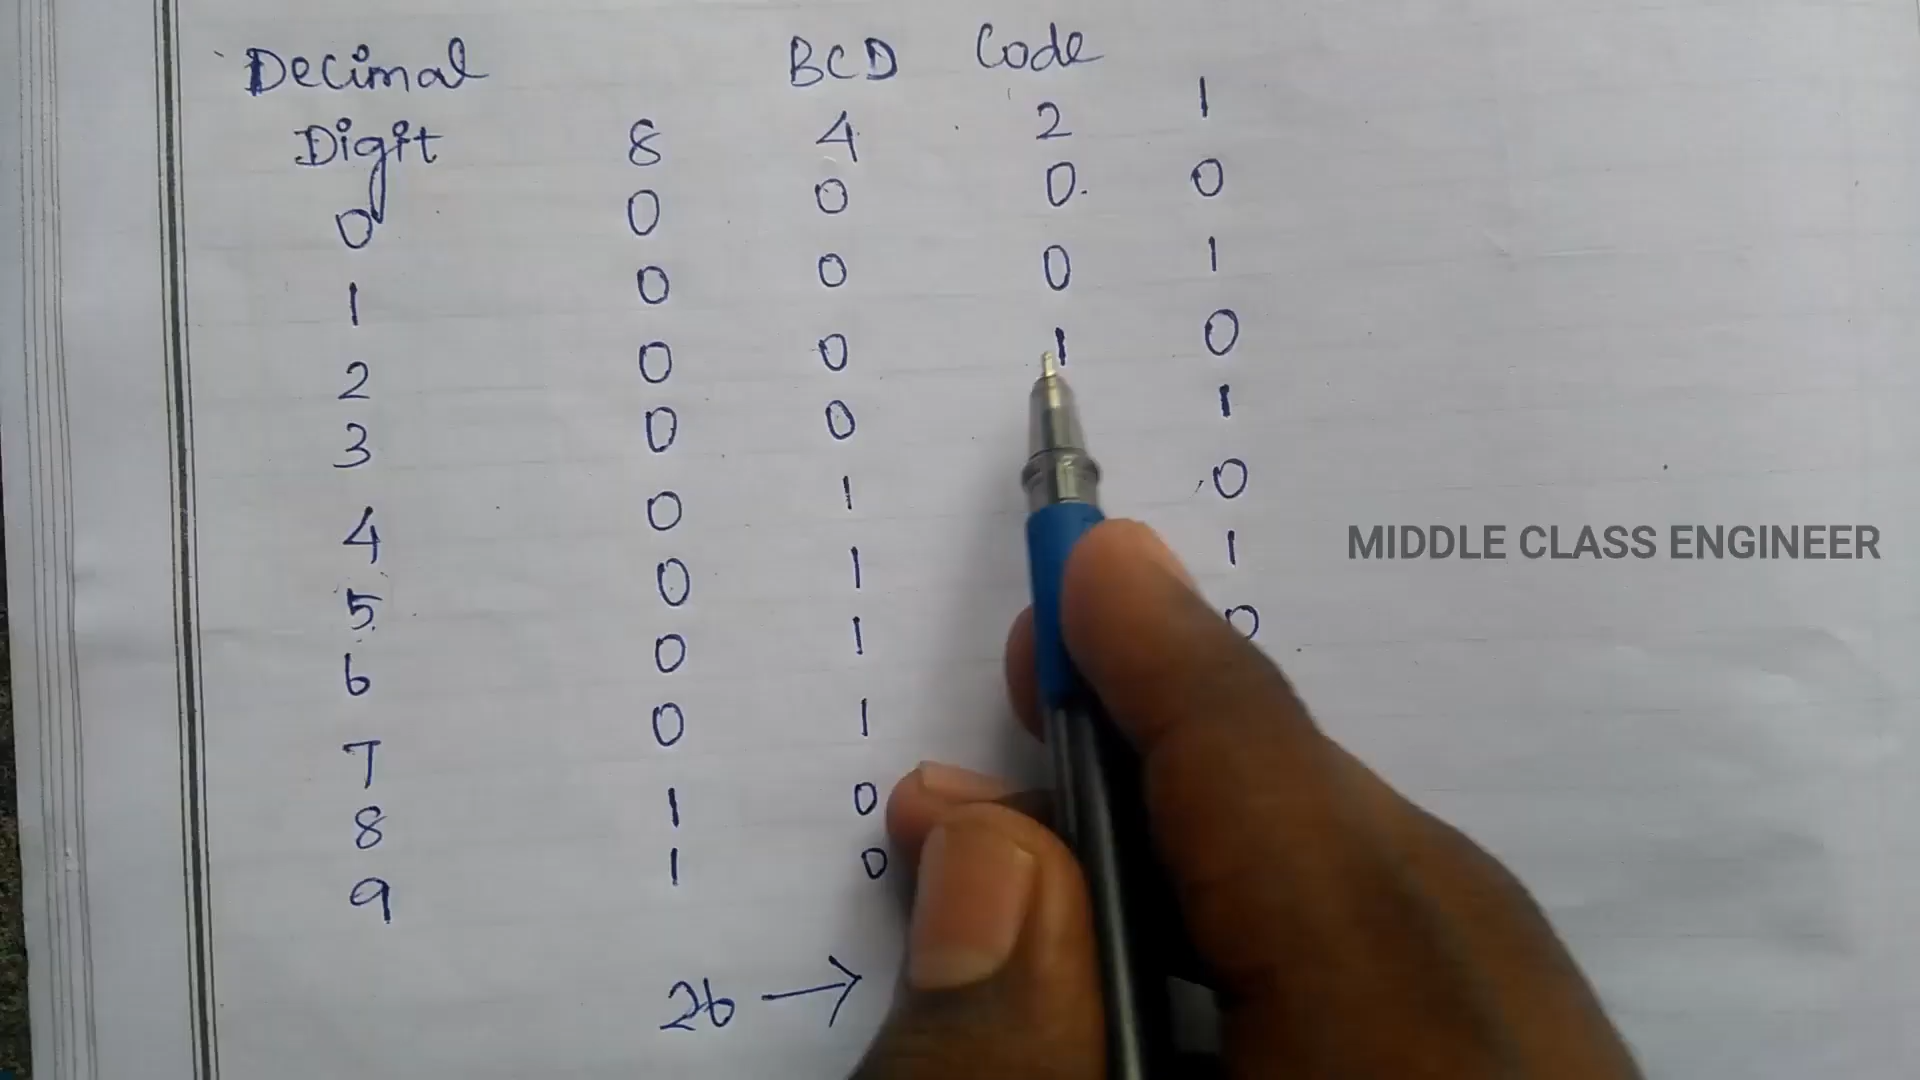 Decimal BCD Code
Digit 8 4 2 1
0 0 0 0 0
1 0 0 0 1
2 0 0 1 0
3 0 0 1
4 0 1 0
5 0 1 1
6 0 1 0
7 0 1
8 1 0
9 1 0
26 →
MIDDLE CLASS ENGINEER